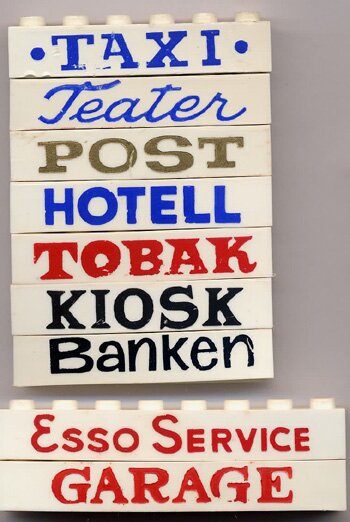 • TAXI •
Teater
POST
HOTELL
TOBAK
KIOSK
Banken
ESSO SERVICE
GARAGE